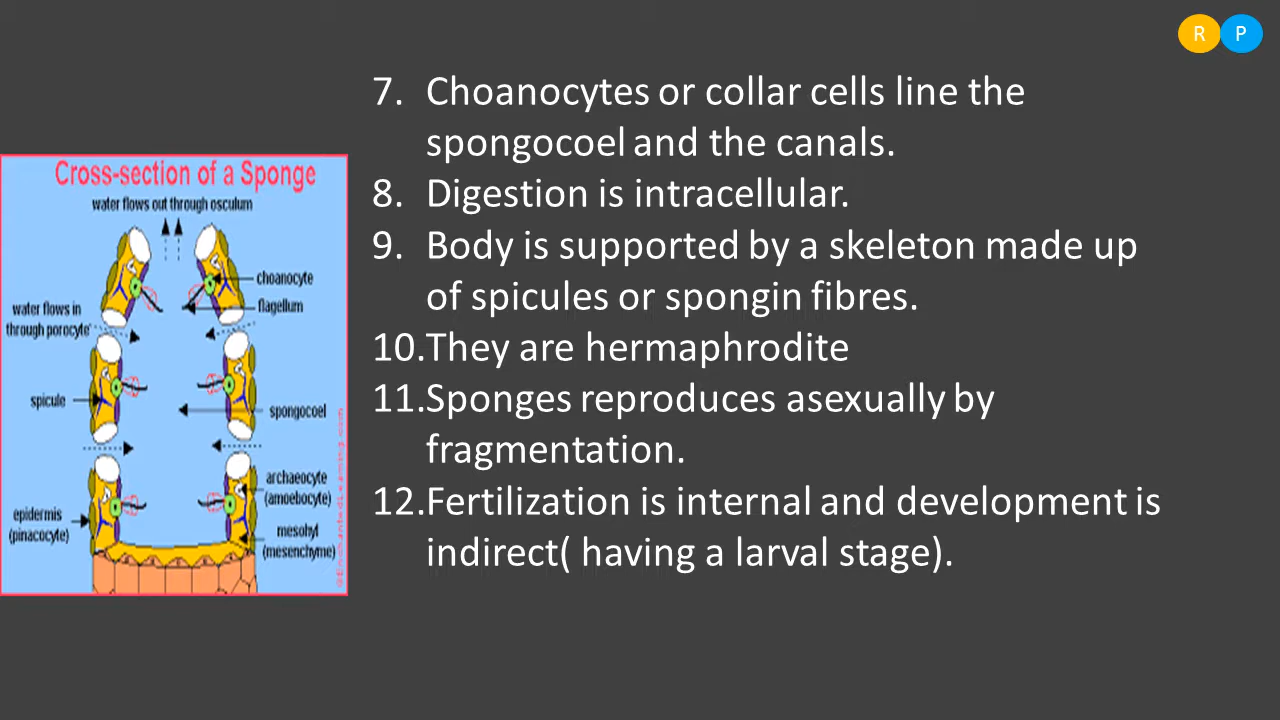 R P
7. Choanocytes or collar cells line the
spongocoel and the canals.
8. Digestion is intracellular.
9. Body is supported by a skeleton made up
of spicules or spongin fibres.
10.They are hermaphrodite
11.Sponges reproduces asexually by
fragmentation.
12.Fertilization is internal and development is
indirect( having a larval stage).
Cross-section of a Sponge
water flows out through osculum
choanocyte
flagellum
water flows in
through porocyte
spicule
spongocoel
archaeocyte
(amoebocyte)
epidermis
(pinacocyte)
mesohyl
(mesenchyme)